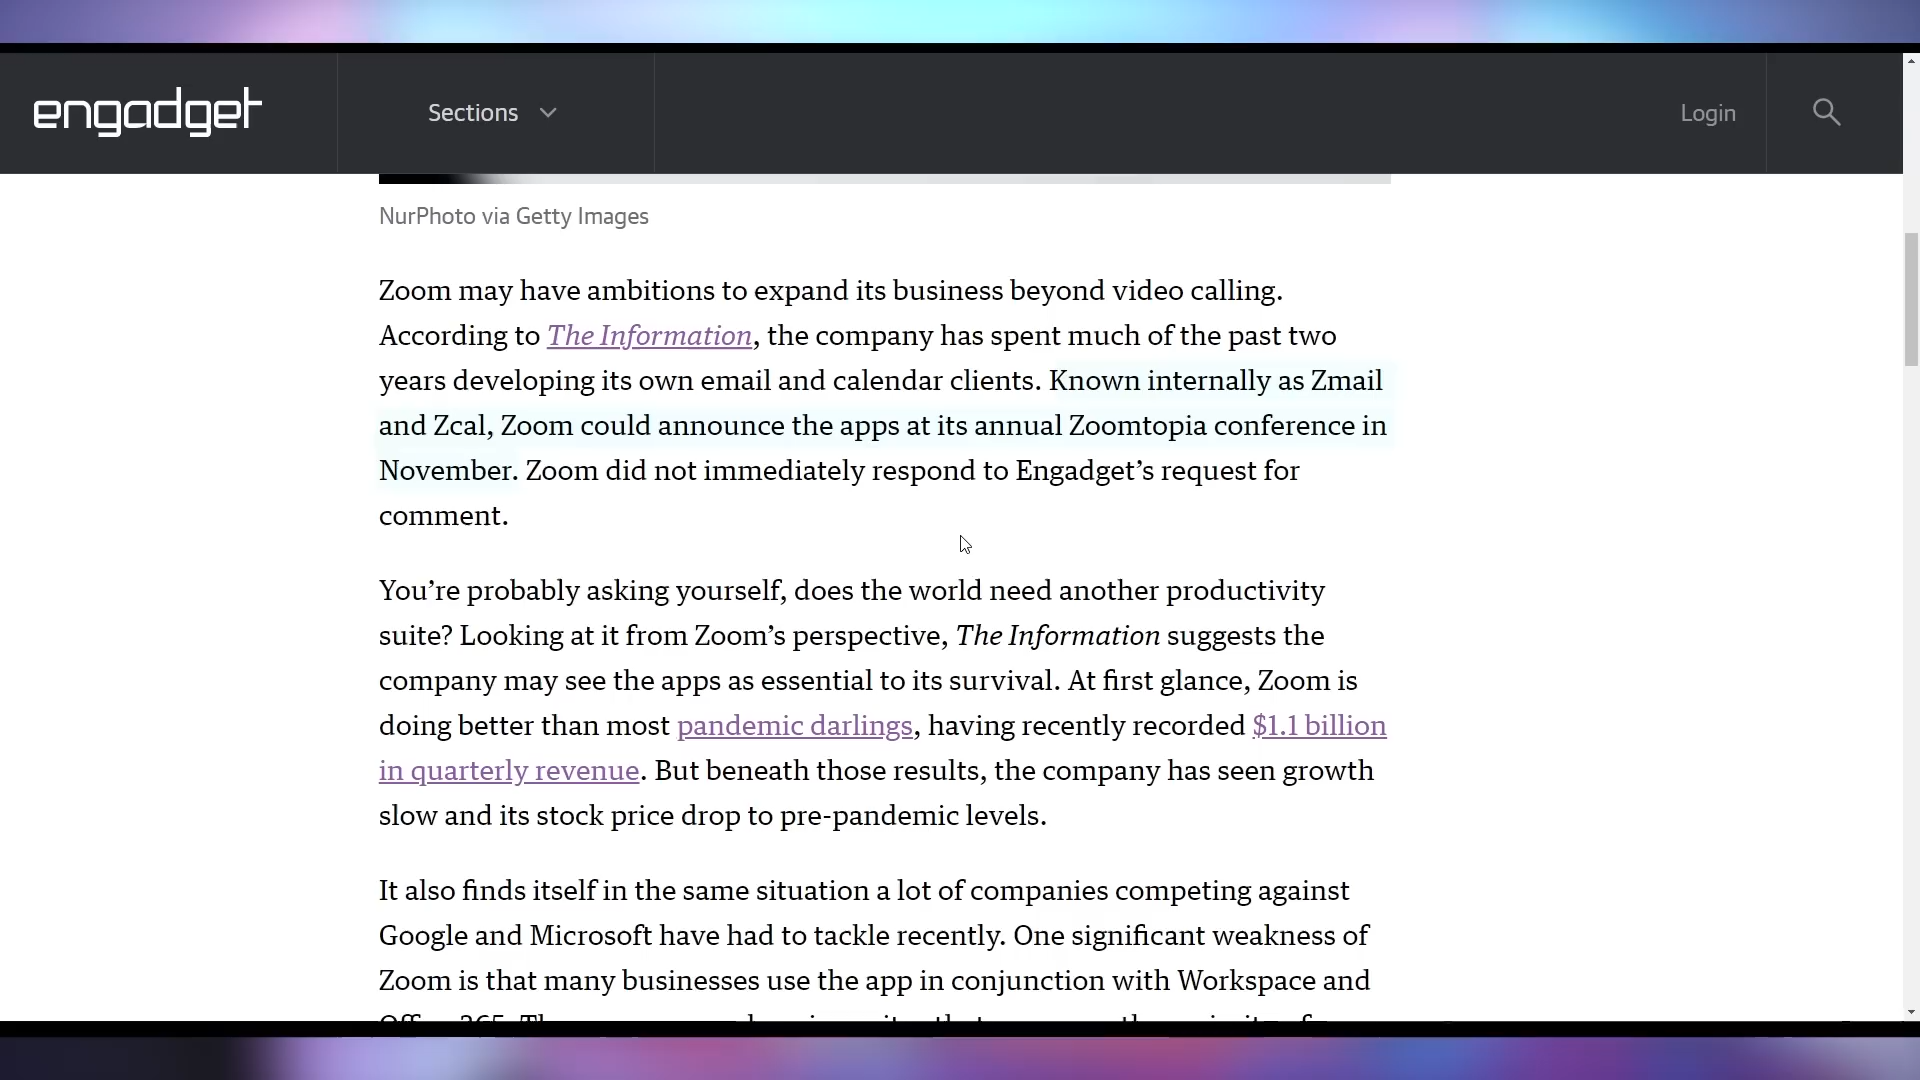 engadget
Sections
Login
NurPhoto via Getty Images
Zoom may have ambitions to expand its business beyond video calling.
According to The Information, the company has spent much of the past two
years developing its own email and calendar clients. Known internally as Zmail
and Zcal, Zoom could announce the apps at its annual Zoomtopia conference in
November. Zoom did not immediately respond to Engadget’s request for
comment.
You’re probably asking yourself, does the world need another productivity
suite? Looking at it from Zoom’s perspective, The Information suggests the
company may see the apps as essential to its survival. At first glance, Zoom is
doing better than most pandemic darlings, having recently recorded $1.1 billion
in quarterly revenue. But beneath those results, the company has seen growth
slow and its stock price drop to pre-pandemic levels.
It also finds itself in the same situation a lot of companies competing against
Google and Microsoft have had to tackle recently. One significant weakness of
Zoom is that many businesses use the app in conjunction with Workspace and